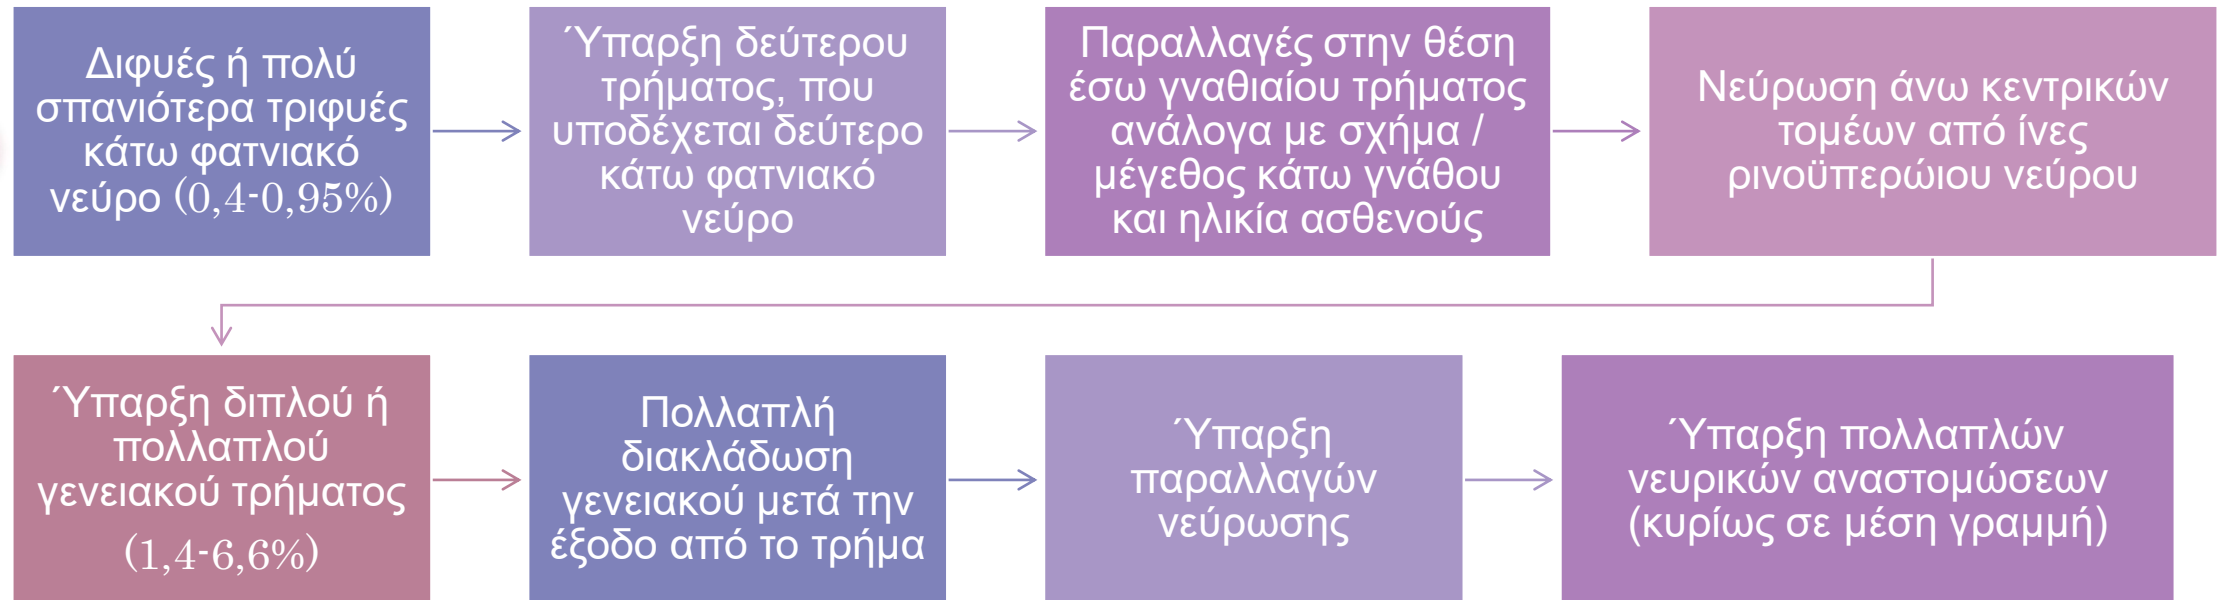 Διφυές ή πολύ
σπανιότερα τριφυές
κάτω φατνιακό
νεύρο (0,4-0,95%)
Ύπαρξη δεύτερου
τρήματος, που
υποδέχεται δεύτερο
κάτω φατνιακό
νεύρο
Παραλλαγές στην θέση
έσω γναθιαίου τρήματος
ανάλογα με σχήμα /
μέγεθος κάτω γνάθου
και ηλικία ασθενούς
Νεύρωση άνω κεντρικών
τομέων από ίνες
ρινοϋπερώιου νεύρου
Ύπαρξη διπλού ή
πολλαπλού
γενειακού τρήματος
(1,4-6,6%)
Πολλαπλή
διακλάδωση
γενειακού μετά την
έξοδο από το τρήμα
Ύπαρξη
παραλλαγών
νεύρωσης
Ύπαρξη πολλαπλών
νευρικών αναστομώσεων
(κυρίως σε μέση γραμμή)